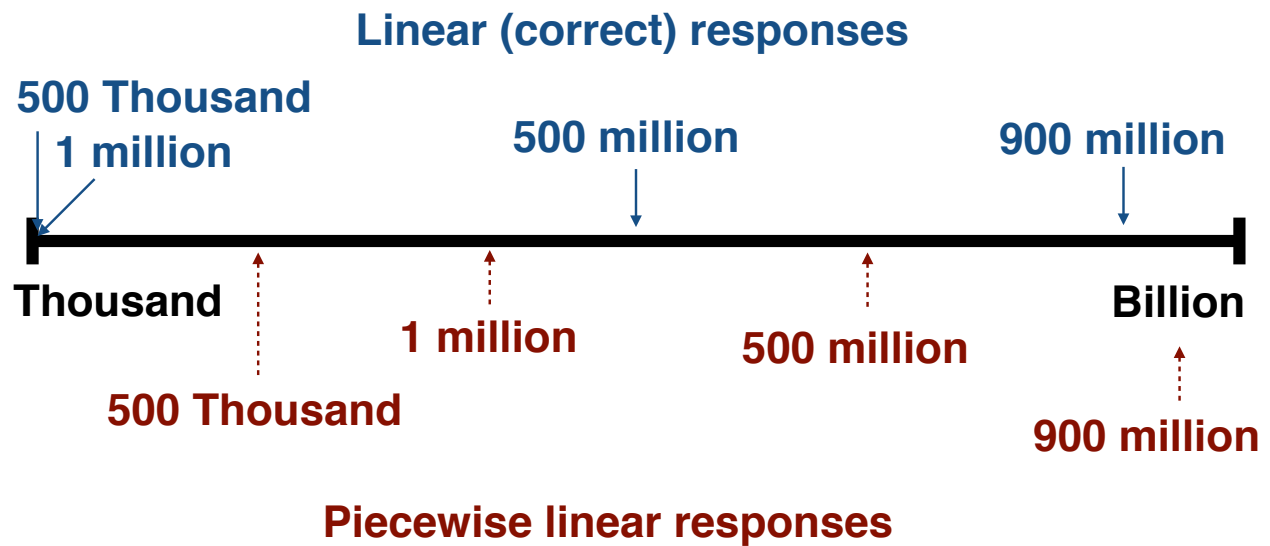 Linear (correct) responses
500 Thousand
1 million
500 million
900 million
Thousand
Billion
1 million
500 million
500 Thousand
900 million
Piecewise linear responses